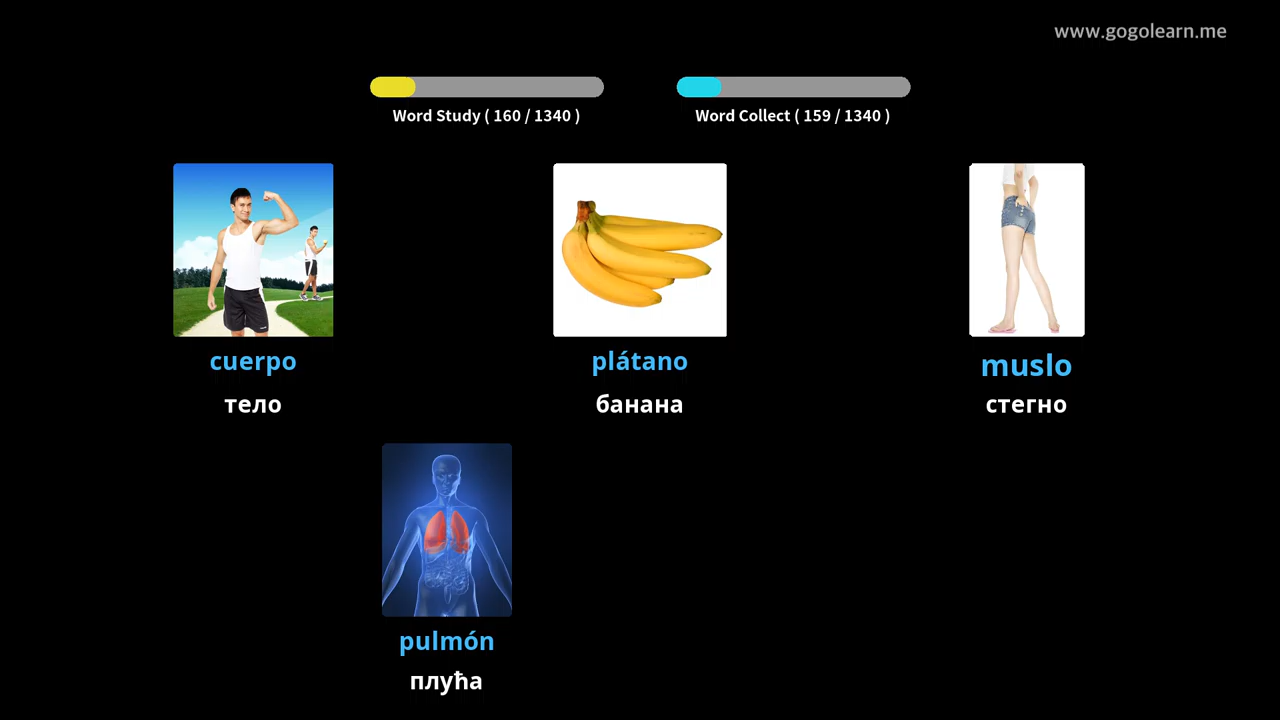 www.gogolearn.me
Word Study ( 160 / 1340 )
Word Collect ( 159 / 1340 )
cuerpo
тело
plátano
банана
muslo
стегно
pulmón
плућа